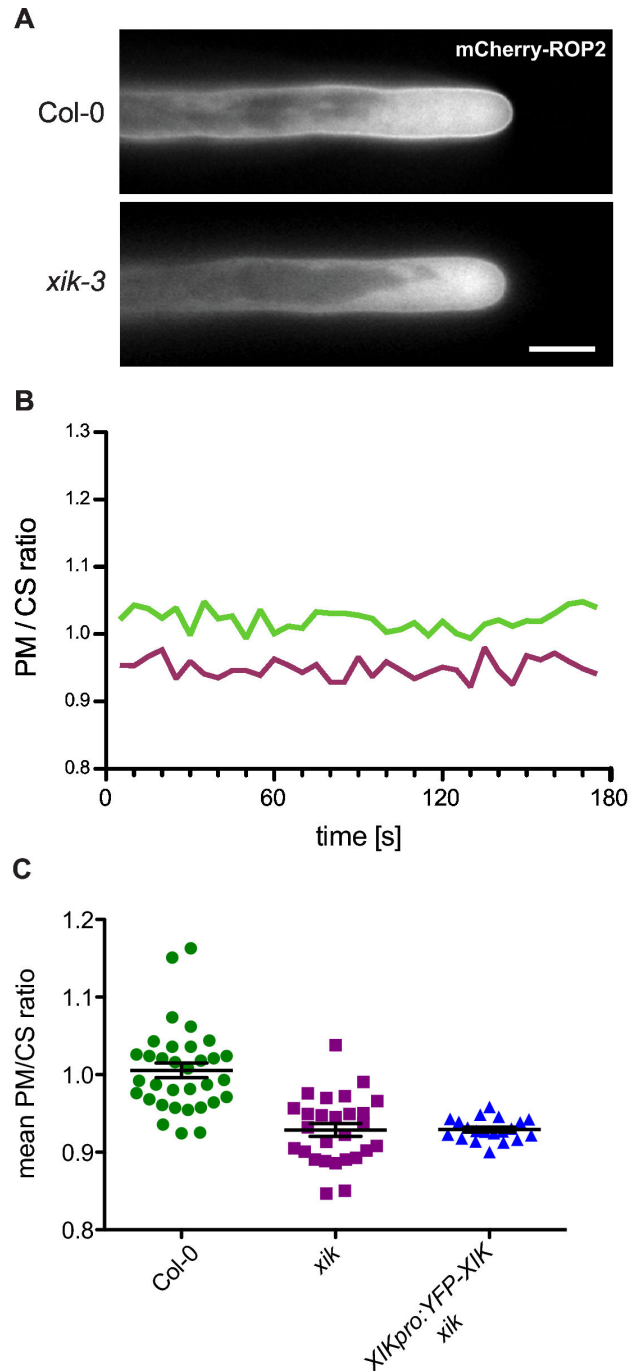 A
mCherry-ROP2
Col-0
xik-3
B
1.3
1.2
1.1
1.0
0.9
0.8
PM / CS ratio
0
60
120
180
time [s]
C
1.2
1.1
1.0
0.9
0.8
mean PM/CS ratio
Col-0
xik
XIKpro:YFP-XIK
xik